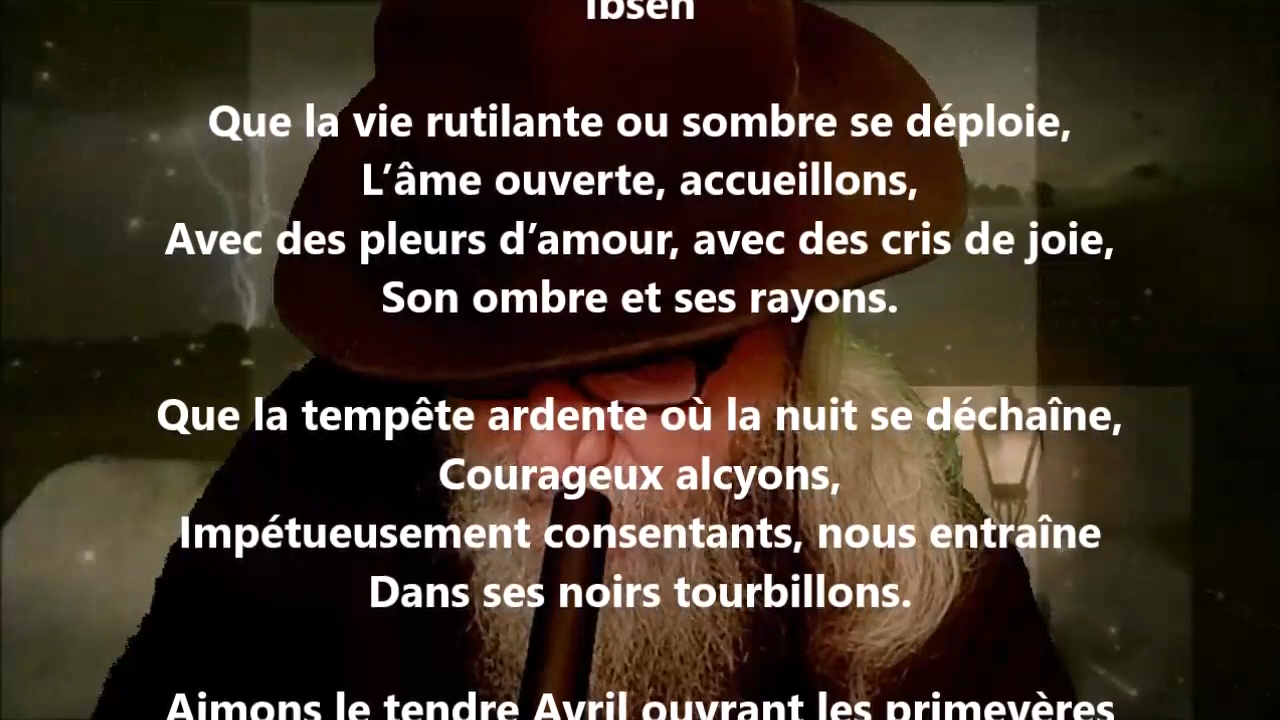 Ibsen
Que la vie rutilante ou sombre se déploie,
L’âme ouverte, accueillons,
Avec des pleurs d’amour, avec des cris de joie,
Son ombre et ses rayons.
Que la tempête ardente où la nuit se déchaîne,
Courageux alcyons,
Impétueusement consentants, nous entraîne
Dans ses noirs tourbillons.
Aimons le tendre Avril ouvrant les primevères